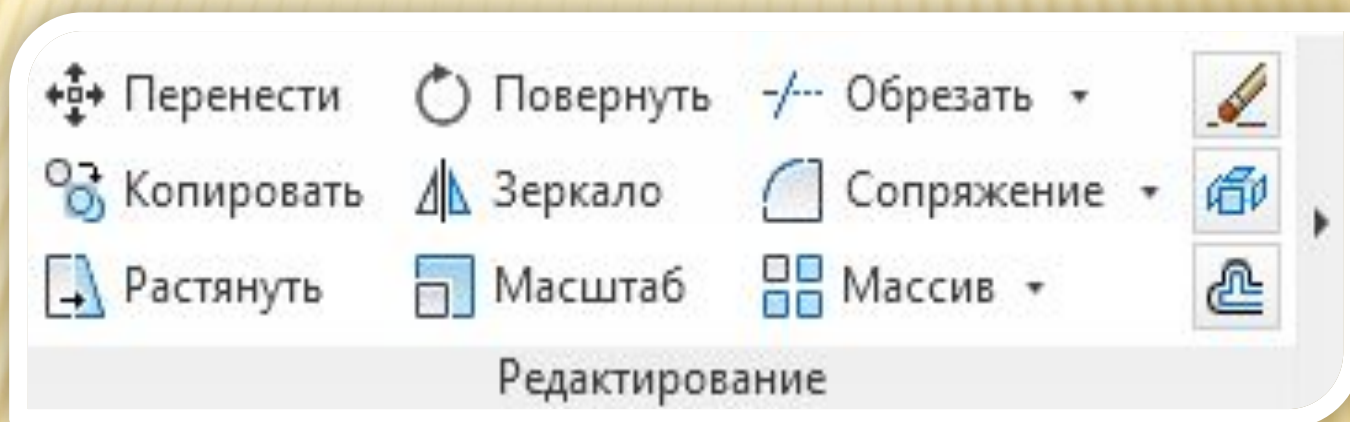 Перенести Повернуть Обрезать
Копировать Зеркало Сопряжение
Растянуть Масштаб Массив
Редактирование